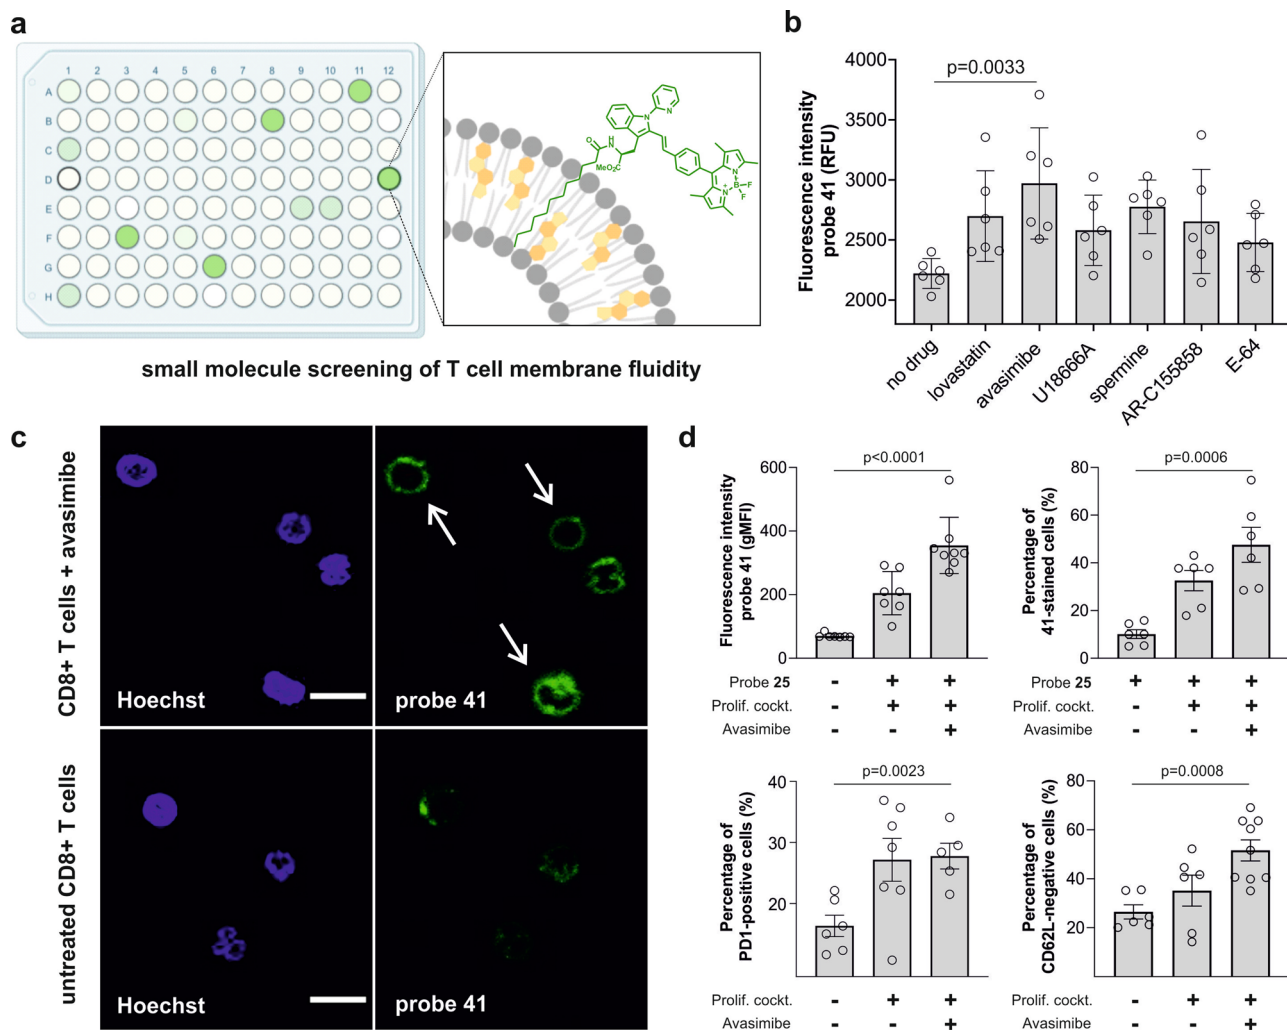 a
1 2 3 4 5 6 7 8 9 10 11 12
A
B
C
D
E
F
G
H
N
N
O
H
N
MeO₂C
N⁺
B⁻
N
F
F
small molecule screening of T cell membrane fluidity
b
Fluorescence intensity
probe 41 (RFU)
4000
3500
3000
2500
2000
p=0.0033
no drug
lovastatin
avasimibe
U18666A
spermine
AR-C155858
E-64
c
CD8+ T cells + avasimibe
Hoechst
probe 41
untreated CD8+ T cells
Hoechst
probe 41
d
Fluorescence intensity
probe 41 (gMFI)
600
400
200
0
p<0.0001
Probe 25 - + +
Prolif. cockt. - + +
Avasimibe - - +
Percentage of
41-stained cells (%)
80
60
40
20
0
p=0.0006
Probe 25 + + +
Prolif. cockt. - + +
Avasimibe - - +
Percentage of
PD1-positive cells (%)
40
30
20
p=0.0023
Prolif. cockt. - + +
Avasimibe - - +
Percentage of
CD62L-negative cells (%)
80
60
40
20
p=0.0008
Prolif. cockt. - + +
Avasimibe - - +